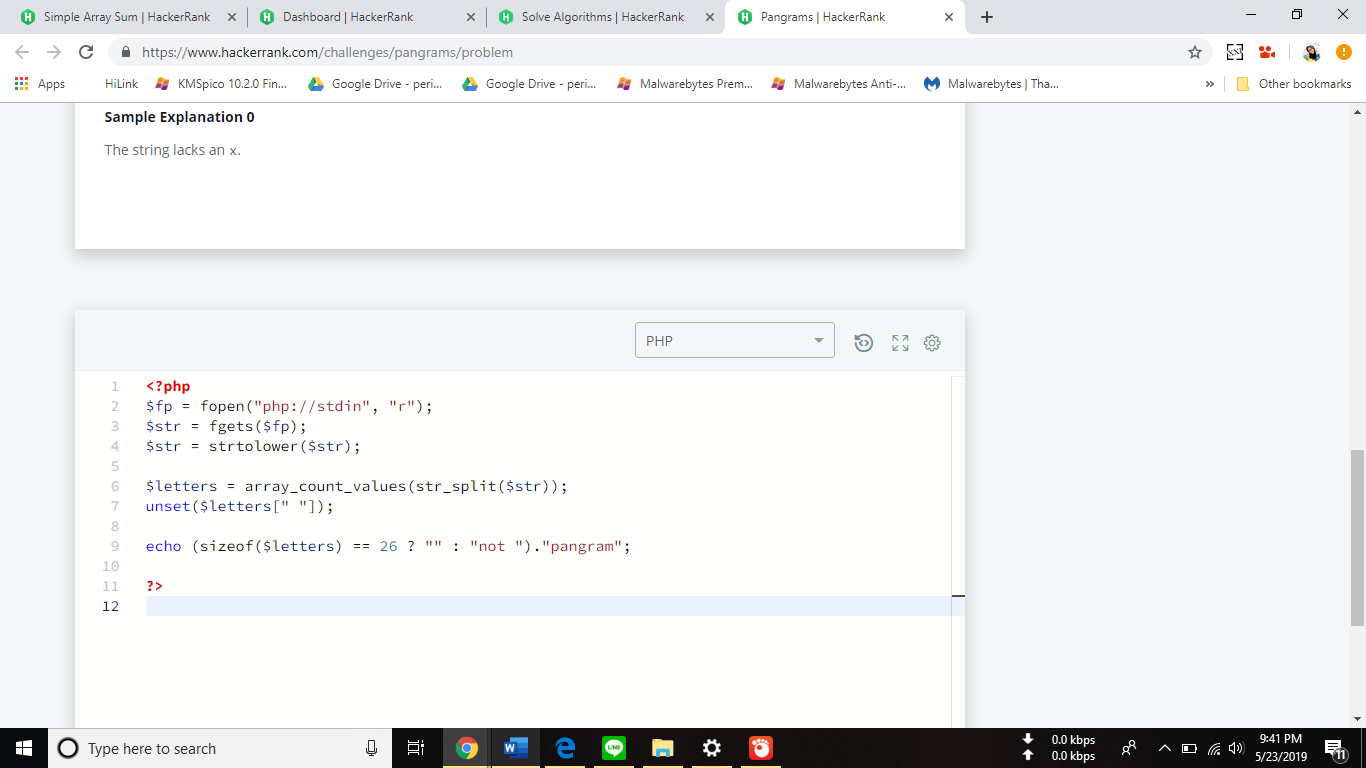 Simple Array Sum | HackerRank
Dashboard | HackerRank
Solve Algorithms | HackerRank
Pangrams | HackerRank
https://www.hackerrank.com/challenges/pangrams/problem
Apps
HiLink
KMSpico 10.2.0 Fin...
Google Drive - peri...
Google Drive - peri...
Malwarebytes Prem...
Malwarebytes Anti-...
Malwarebytes | Tha...
»
Other bookmarks
Sample Explanation 0
The string lacks an x.
PHP
1 <?php
2 $fp = fopen("php://stdin", "r");
3 $str = fgets($fp);
4 $str = strtolower($str);
5
6 $letters = array_count_values(str_split($str));
7 unset($letters[" "]);
8
9 echo (sizeof($letters) == 26 ? "" : "not ")."pangram";
10
11 ?>
12
Type here to search
LINE
0.0 kbps
0.0 kbps
9:41 PM
5/23/2019
11